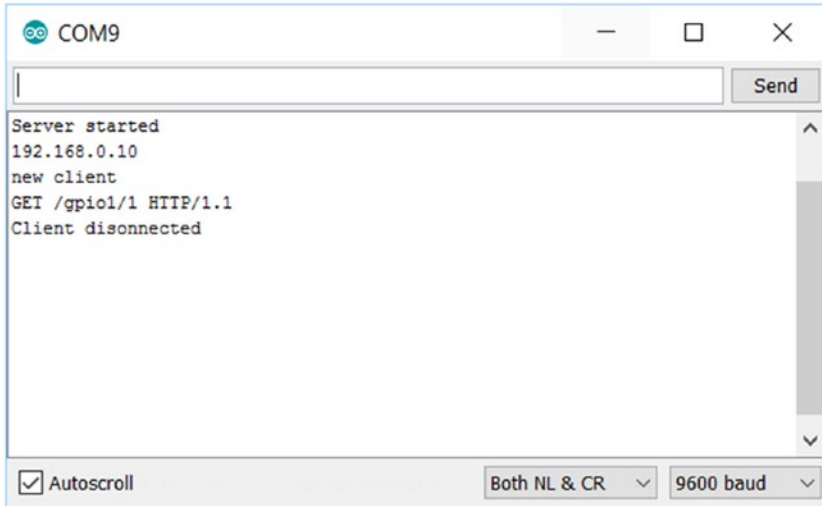 COM9
Send
Server started
192.168.0.10
new client
GET /gpio1/1 HTTP/1.1
Client disonnected
Autoscroll
Both NL & CR
9600 baud